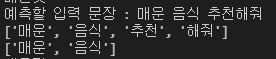 예측할 입력 문장 : 매운 음식 추천해줘
['매운', '음식', '추천', '해줘']
['매운', '음식']